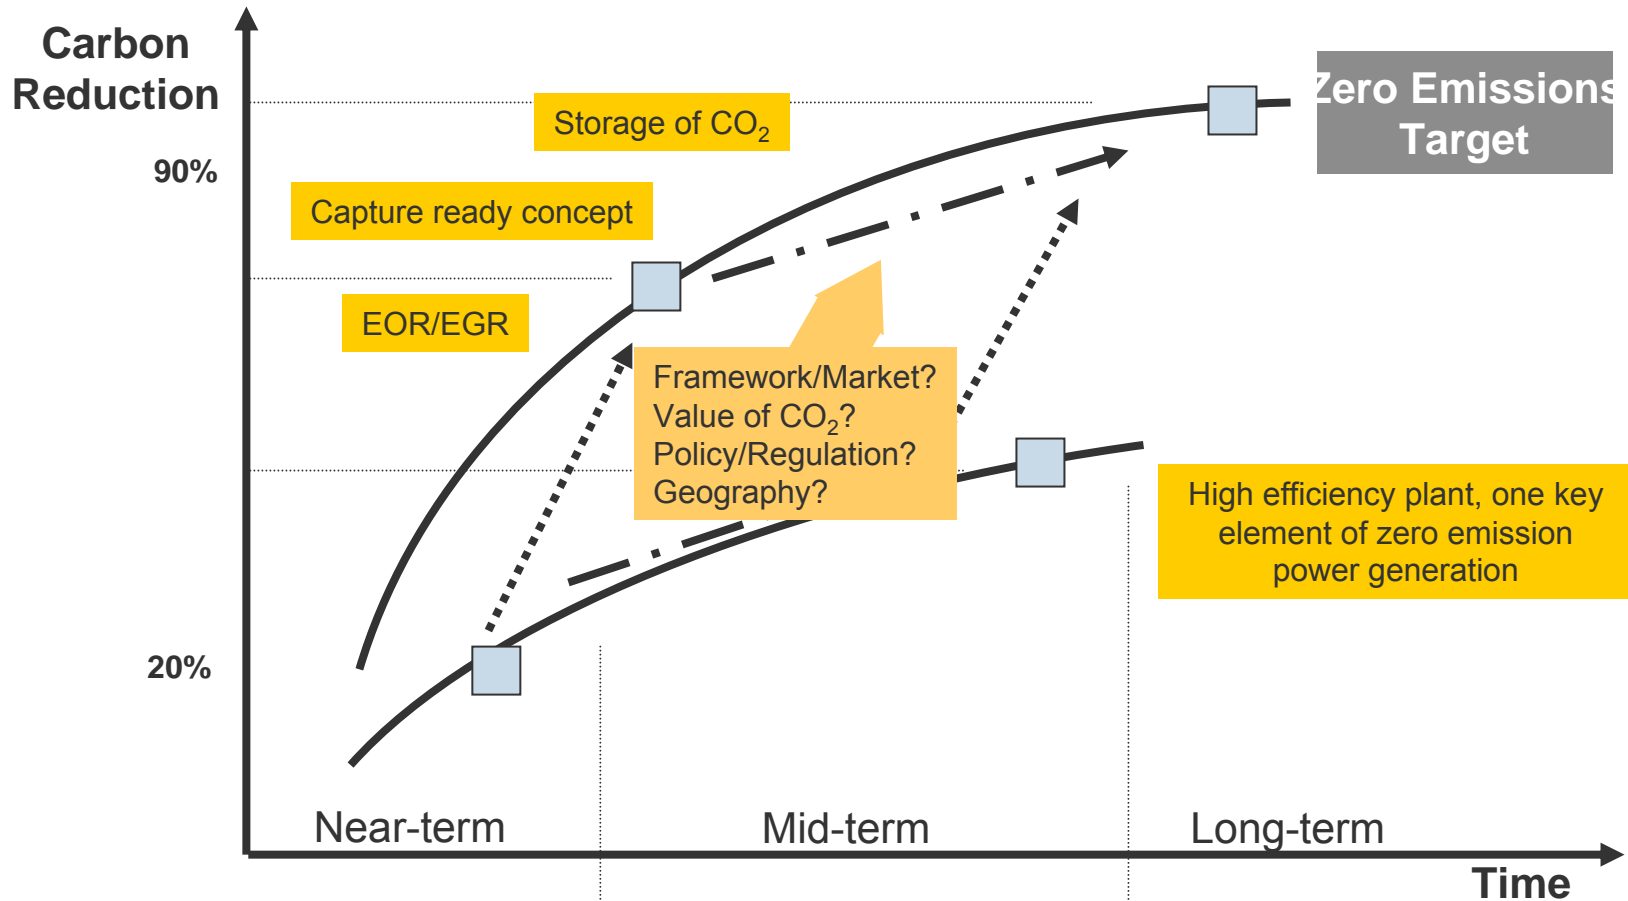 Carbon
Reduction
Zero Emissions
Target
Storage of CO₂
90%
Capture ready concept
EOR/EGR
Framework/Market?
Value of CO₂?
Policy/Regulation?
Geography?
High efficiency plant, one key
element of zero emission
power generation
20%
Near-term
Mid-term
Long-term
Time